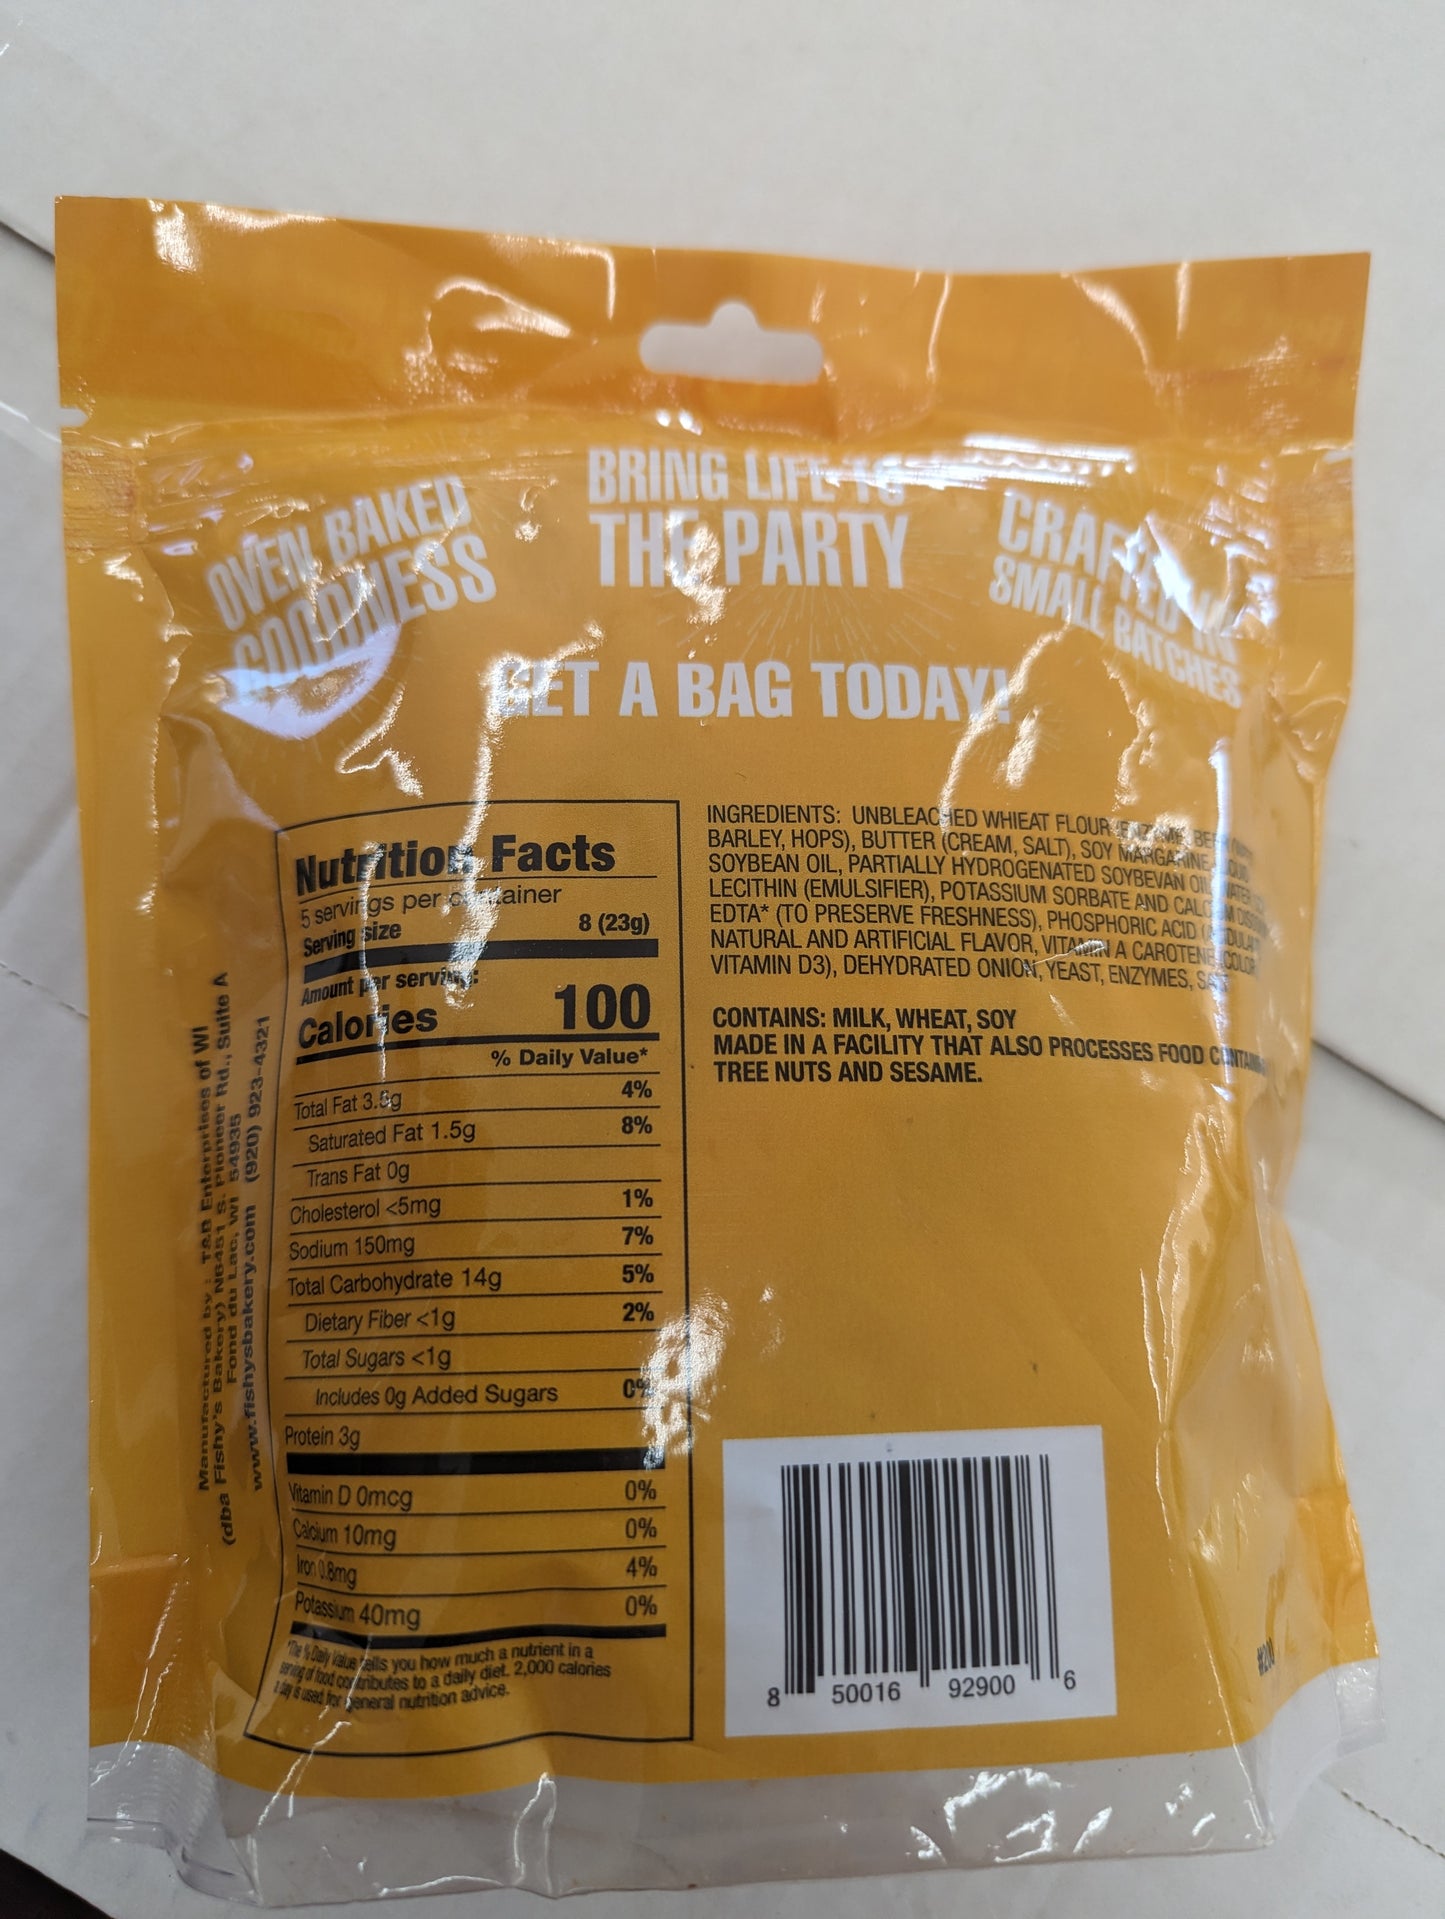 OVEN BAKED
GOODNESS
BRING LIFE TO
THE PARTY
CRAFTED IN
SMALL BATCHES
GET A BAG TODAY!
Nutrition Facts
5 servings per container
Serving size 8 (23g)
Amount per serving:
Calories 100
% Daily Value*
Total Fat 3.5g 4%
Saturated Fat 1.5g 8%
Trans Fat 0g
Cholesterol <5mg 1%
Sodium 150mg 7%
Total Carbohydrate 14g 5%
Dietary Fiber <1g 2%
Total Sugars <1g
Includes 0g Added Sugars 0%
Protein 3g
Vitamin D 0mcg 0%
Calcium 10mg 0%
Iron 0.8mg 4%
Potassium 40mg 0%
*The % Daily Value tells you how much a nutrient in a
serving of food contributes to a daily diet. 2,000 calories
a day is used for general nutrition advice.
INGREDIENTS: UNBLEACHED WHIEAT FLOUR (ENZYME, BEER
BARLEY, HOPS), BUTTER (CREAM, SALT), SOY MARGARINE
SOYBEAN OIL, PARTIALLY HYDROGENATED SOYBEVAN OIL, WATER
LECITHIN (EMULSIFIER), POTASSIUM SORBATE AND CALCIUM
EDTA* (TO PRESERVE FRESHNESS), PHOSPHORIC ACID
NATURAL AND ARTIFICIAL FLAVOR, VITAMIN A CAROTENE
VITAMIN D3), DEHYDRATED ONION, YEAST, ENZYMES,
CONTAINS: MILK, WHEAT, SOY
MADE IN A FACILITY THAT ALSO PROCESSES FOOD CONTAINING
TREE NUTS AND SESAME.
Manufactured by: T&B Enterprises of WI
(dba Fishy's Bakery) N6451 S. Pioneer Rd., Suite A
Fond du Lac, WI 54935
www.fishysbakery.com (920) 923-4321
8 50016 92900 6
#200